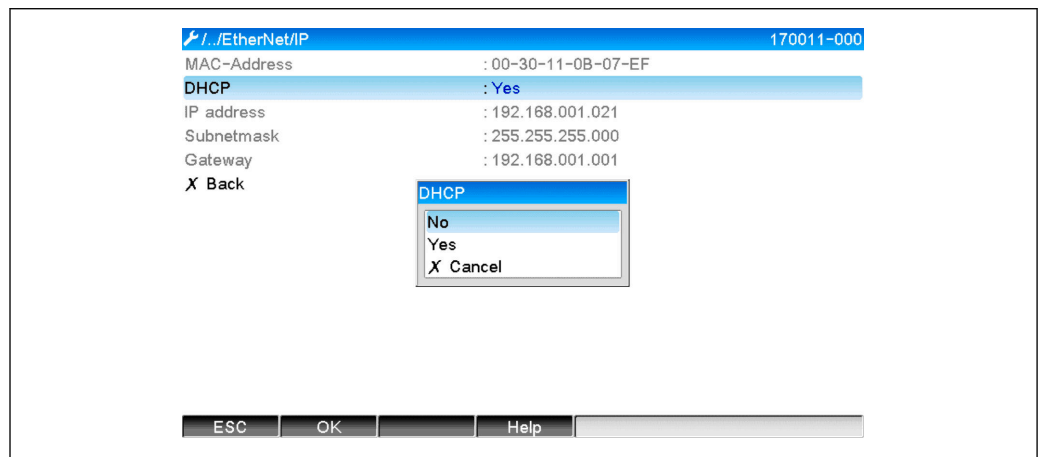 /../EtherNet/IP 170011-000
MAC-Address : 00-30-11-0B-07-EF
DHCP : Yes
IP address : 192.168.001.021
Subnetmask : 255.255.255.000
Gateway : 192.168.001.001
X Back
DHCP
No
Yes
X Cancel
ESC OK Help